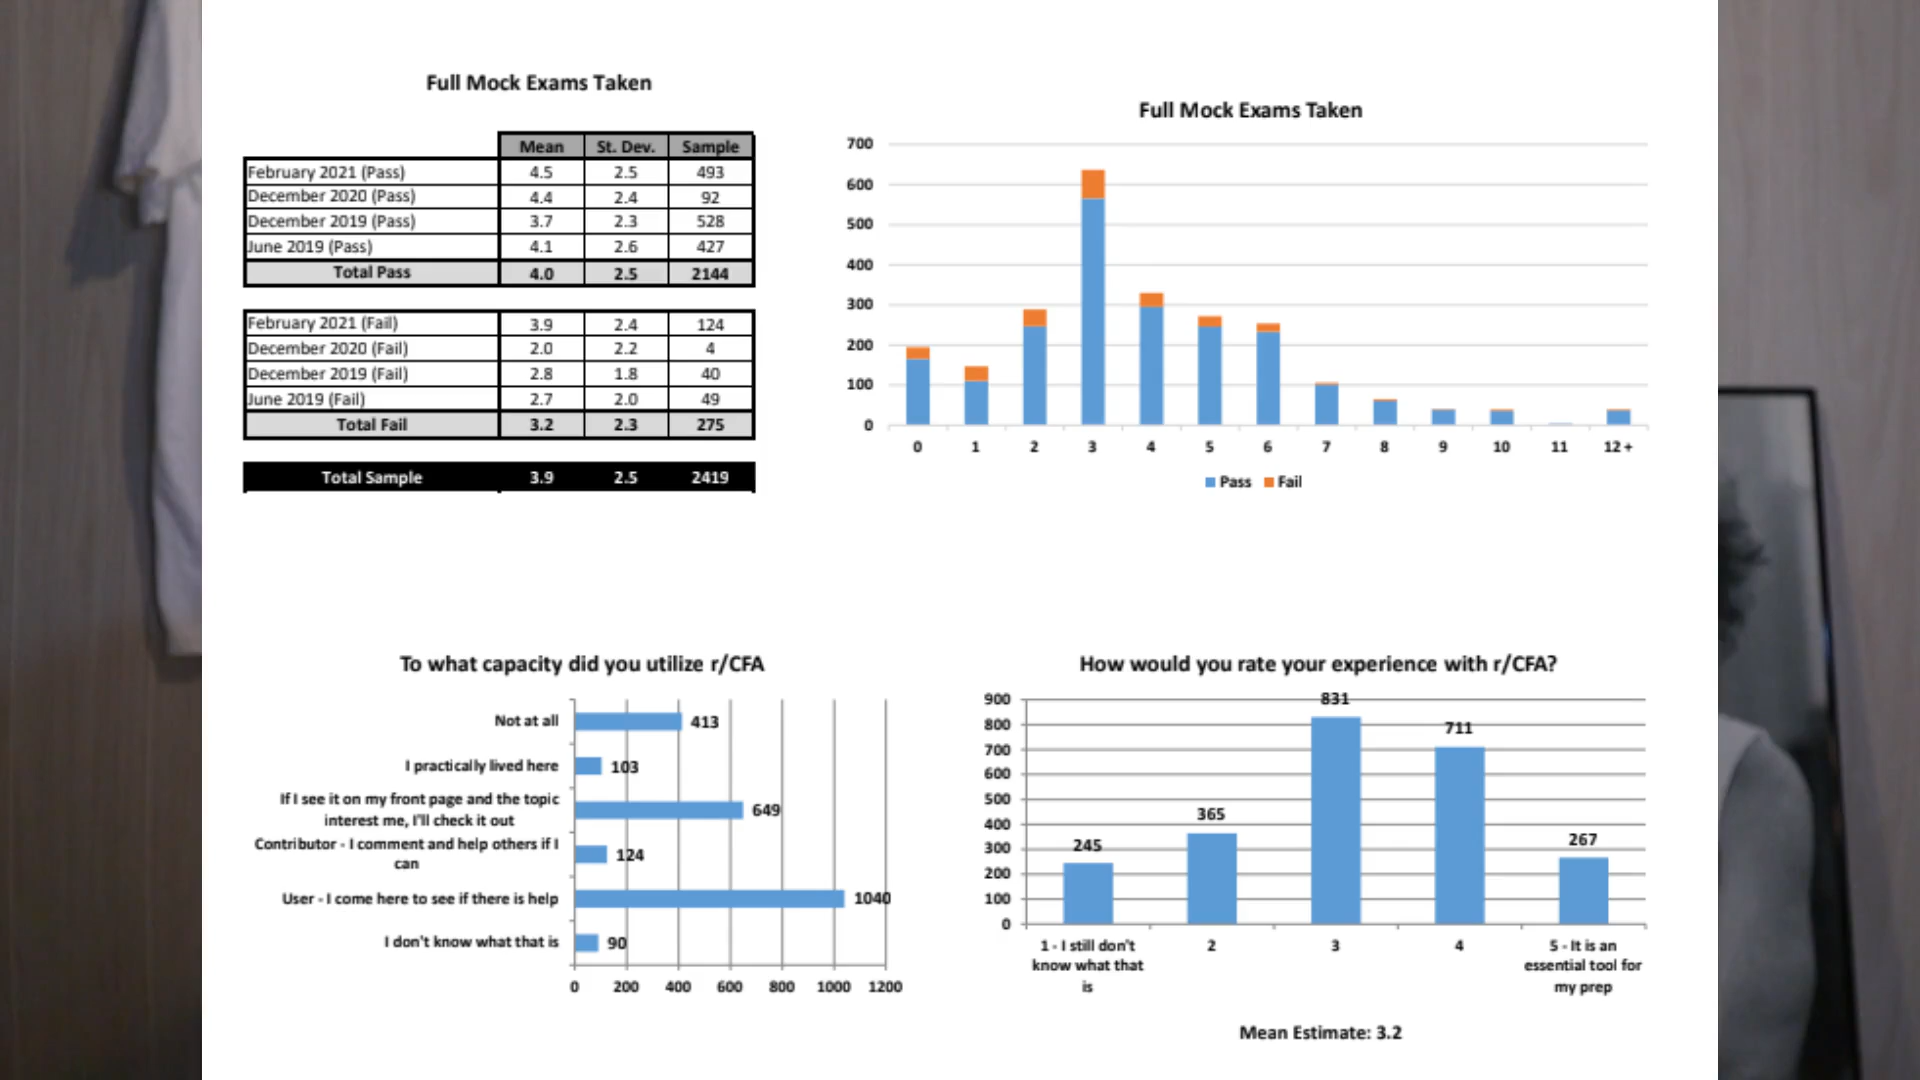 Full Mock Exams Taken
Mean St. Dev. Sample
February 2021 (Pass) 4.5 2.5 493
December 2020 (Pass) 4.4 2.4 92
December 2019 (Pass) 3.7 2.3 528
June 2019 (Pass) 4.1 2.6 427
Total Pass 4.0 2.5 2144
February 2021 (Fail) 3.9 2.4 124
December 2020 (Fail) 2.0 2.2 4
December 2019 (Fail) 2.8 1.8 40
June 2019 (Fail) 2.7 2.0 49
Total Fail 3.2 2.3 275
Total Sample 3.9 2.5 2419
Full Mock Exams Taken
700
600
500
400
300
200
100
0
0 1 2 3 4 5 6 7 8 9 10 11 12 +
Pass Fail
To what capacity did you utilize r/CFA
Not at all 413
I practically lived here 103
If I see it on my front page and the topic
interest me, I'll check it out 649
Contributor - I comment and help others if I
can 124
User - I come here to see if there is help 1040
I don't know what that is 90
0 200 400 600 800 1000 1200
How would you rate your experience with r/CFA?
900
800
700
600
500
400
300
200
100
0
245 365 831 711 267
1 - I still don't 2 3 4 5 - It is an
know what that essential tool for
is my prep
Mean Estimate: 3.2